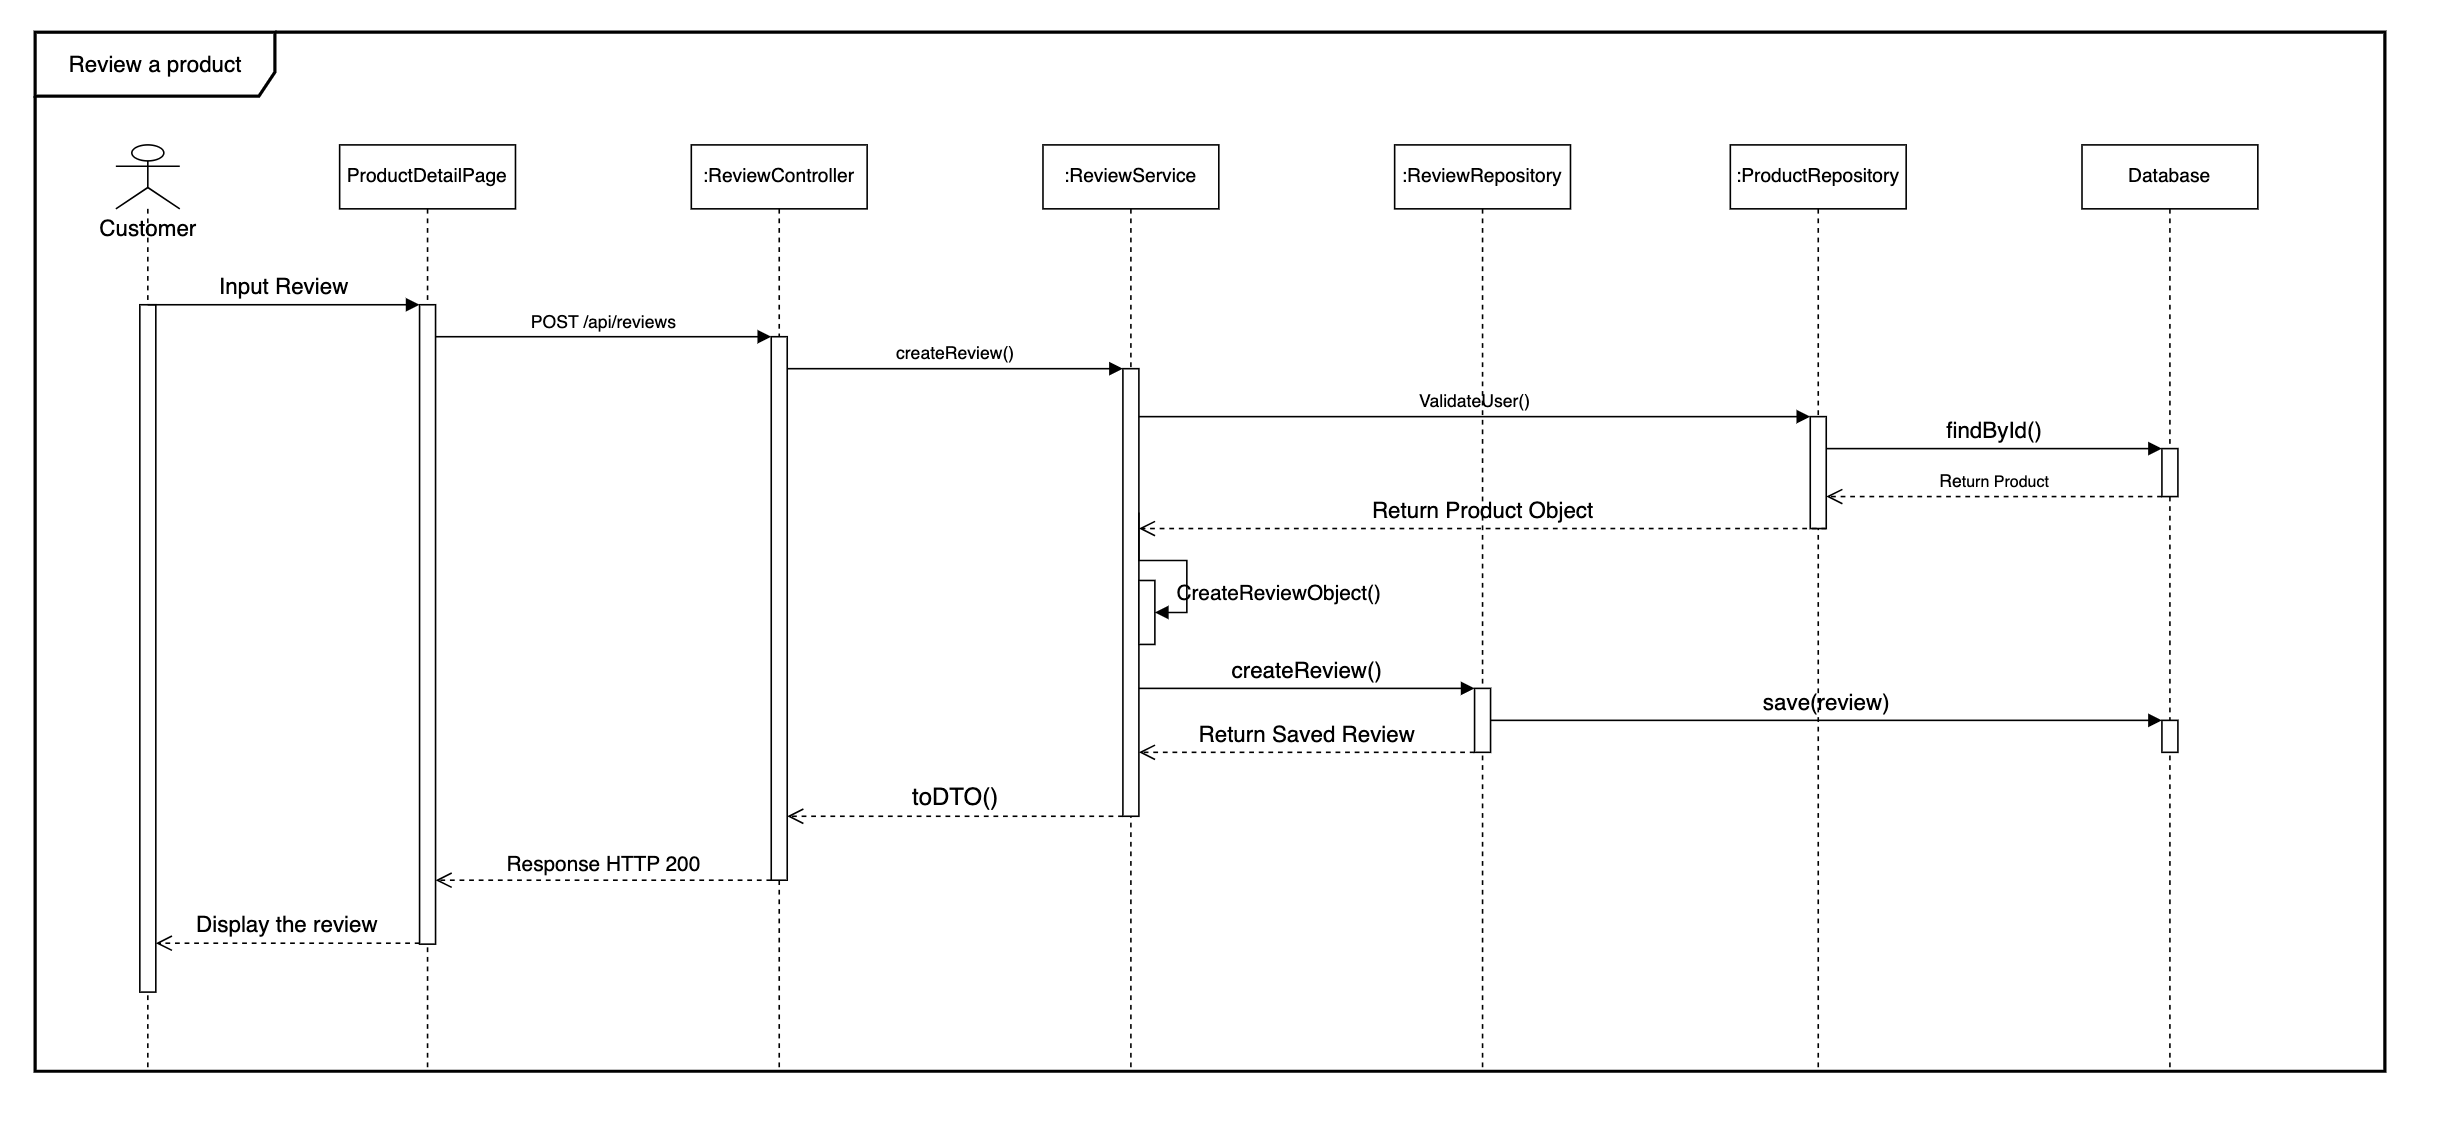 Review a product
Customer
ProductDetailPage
:ReviewController
:ReviewService
:ReviewRepository
:ProductRepository
Database
Input Review
POST /api/reviews
createReview()
ValidateUser()
findById()
Return Product
Return Product Object
CreateReviewObject()
createReview()
save(review)
Return Saved Review
toDTO()
Response HTTP 200
Display the review